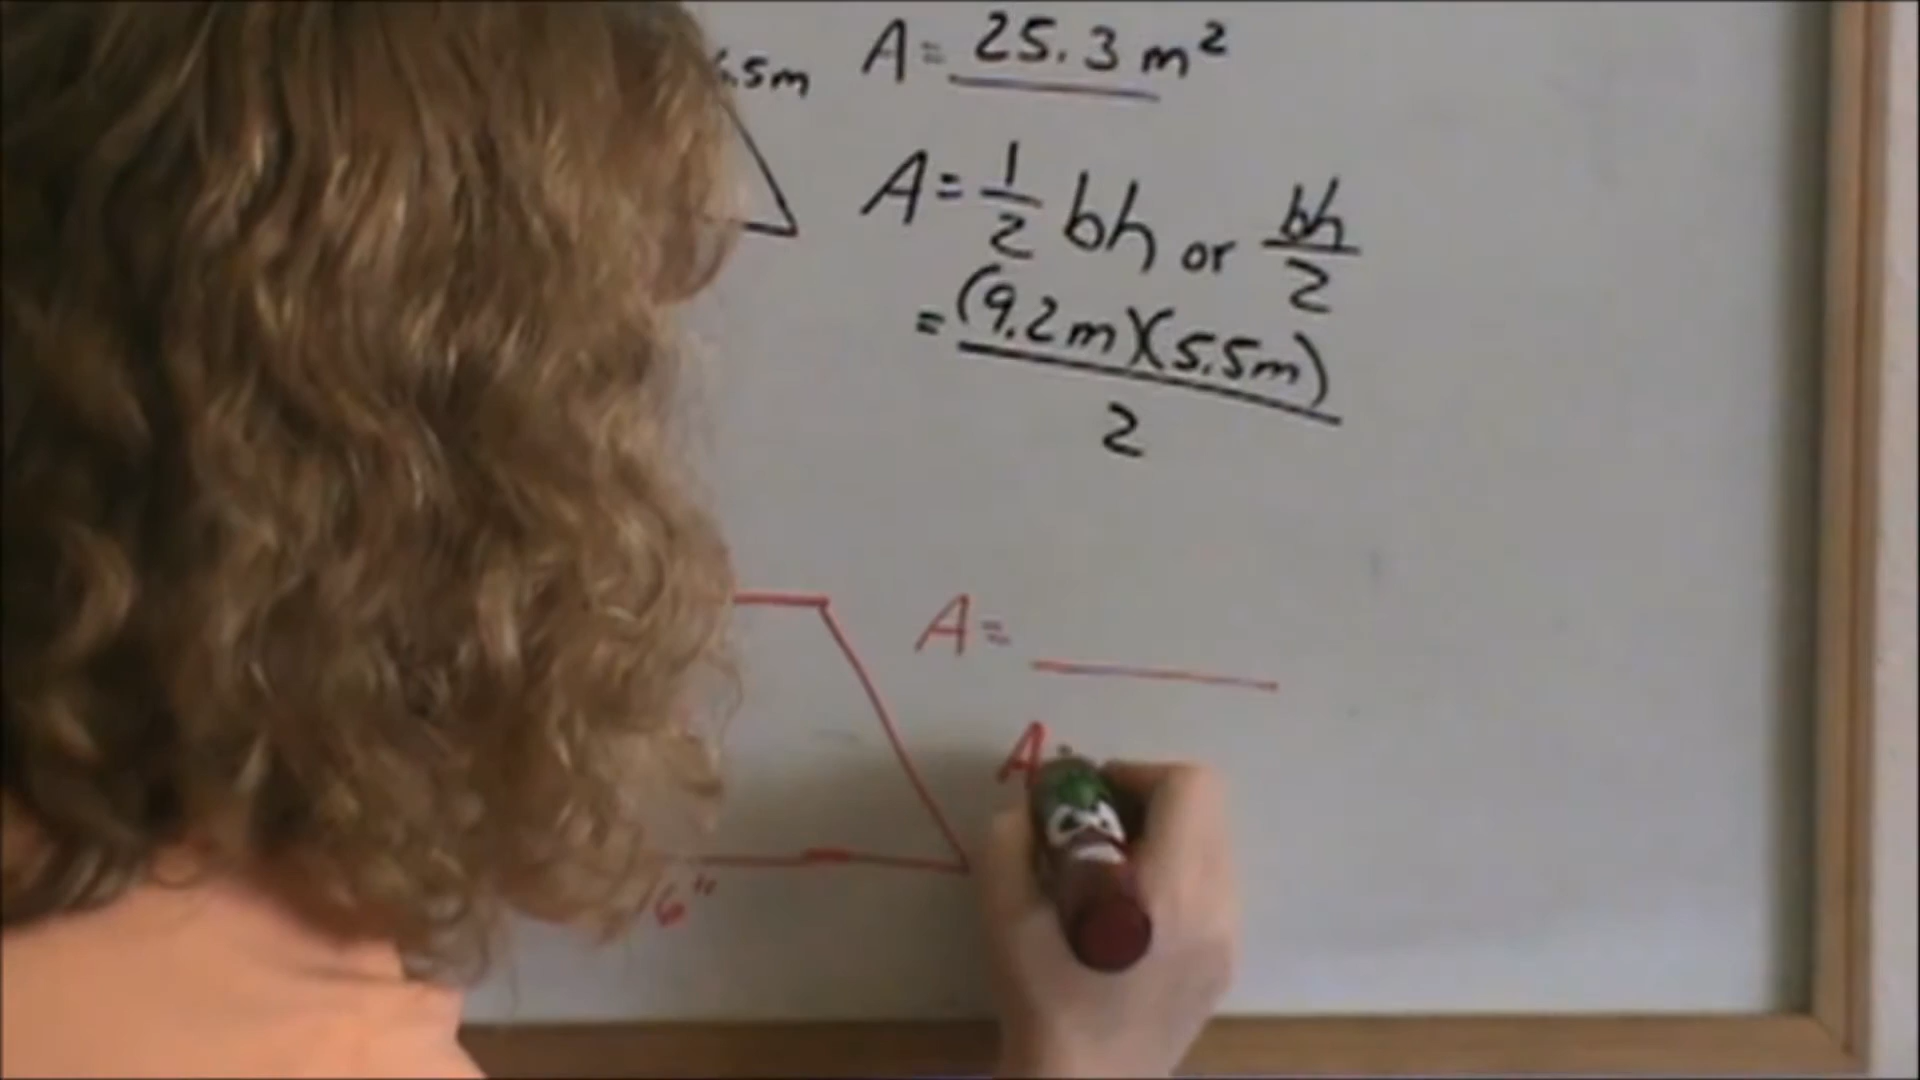 .5m A = 25.3 m²
A = 1/2 bh or bh/2
= (9.2m)(5.5m)/2
A =
A
6"